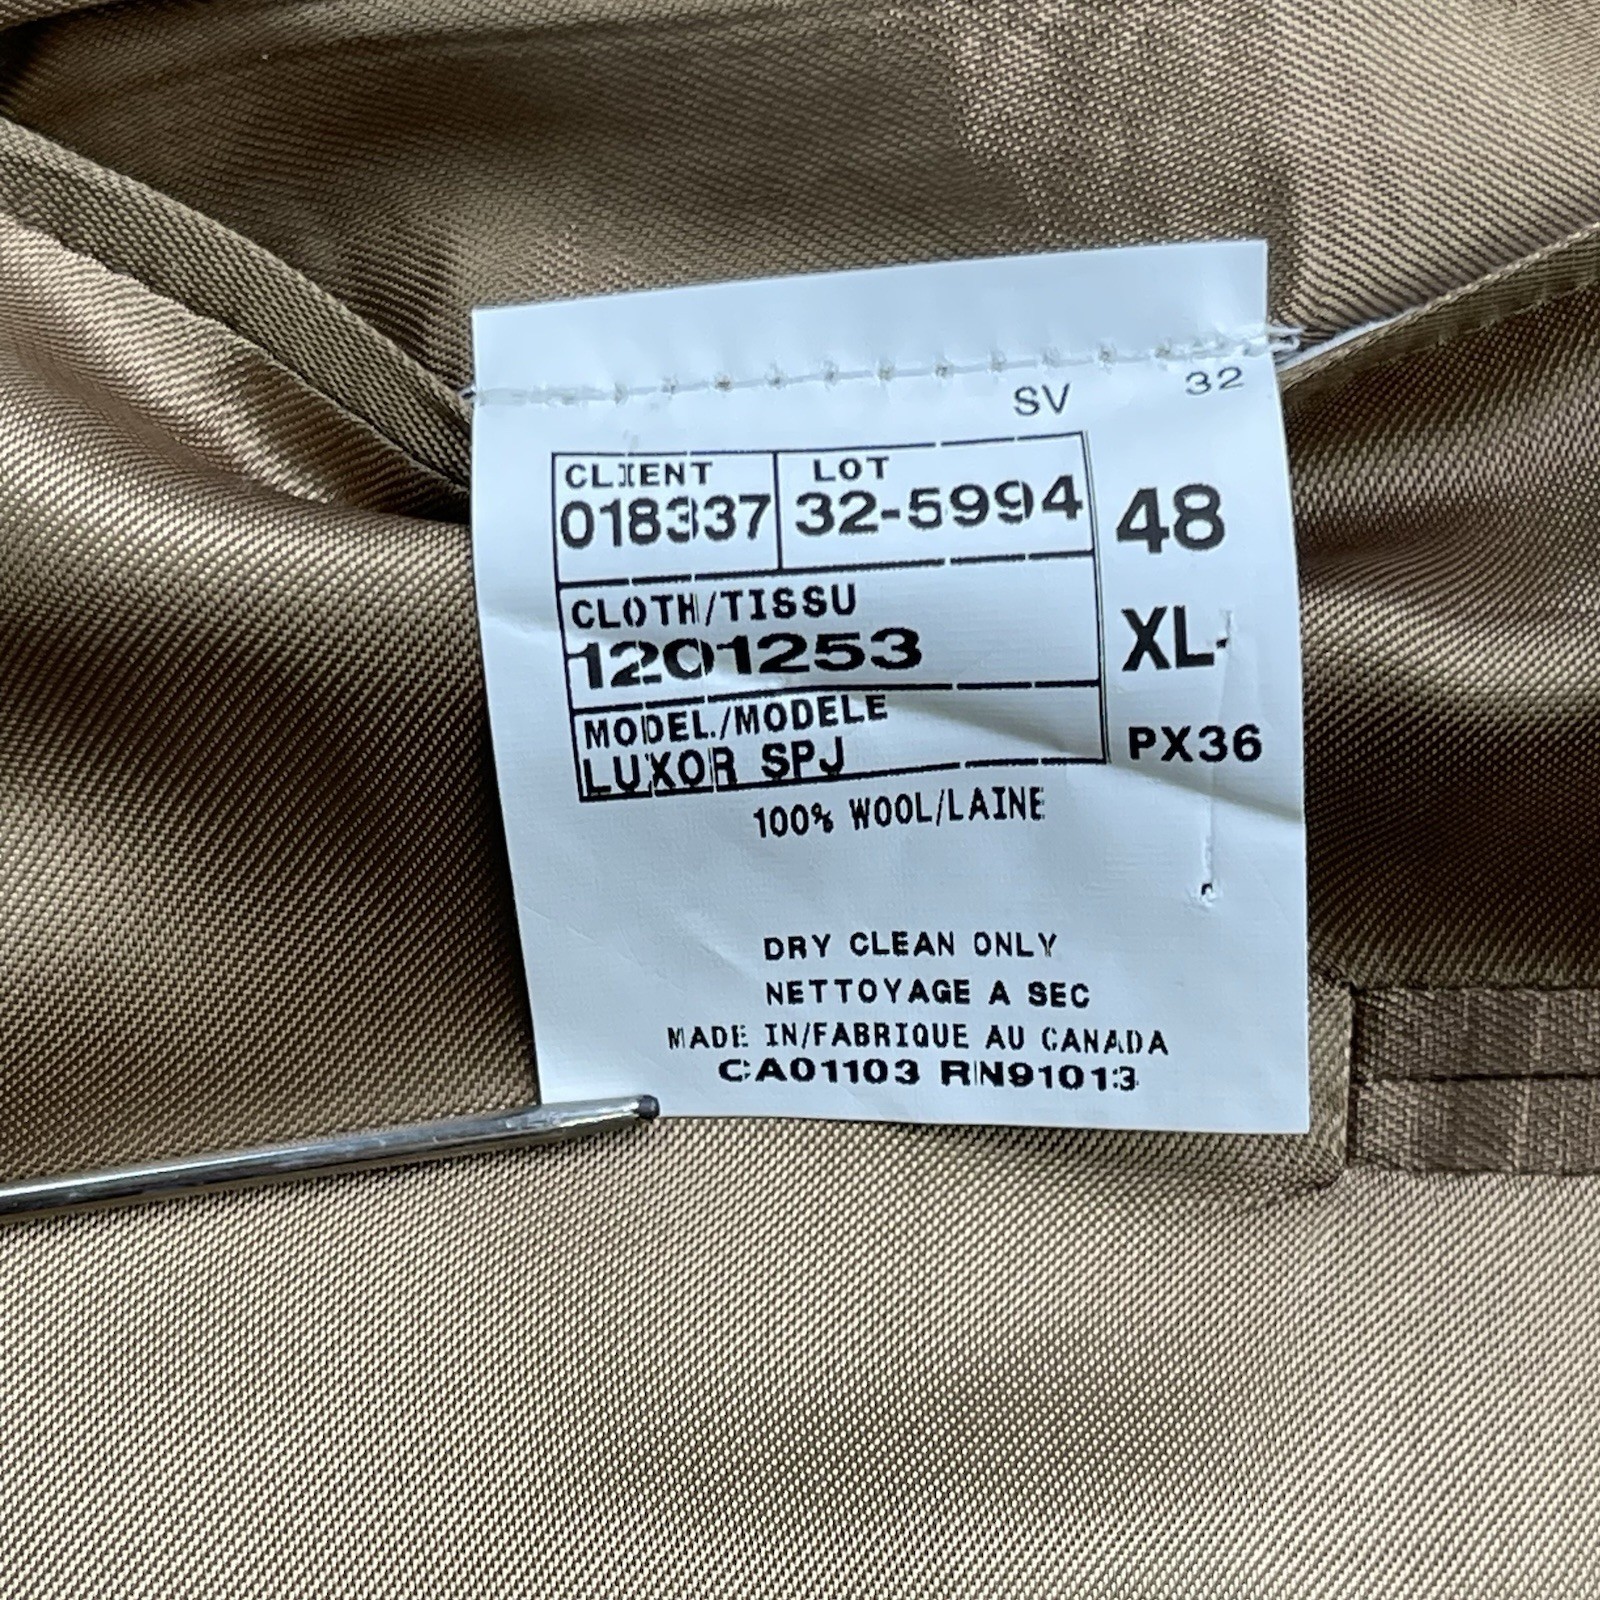 SV 32
CLIENT LOT
018337 32-5994 48
CLOTH/TISSU
1201253 XL-
MODEL./MODELE
LUXOR SPJ PX36
100% WOOL/LAINE
DRY CLEAN ONLY
NETTOYAGE A SEC
MADE IN/FABRIQUE AU CANADA
CA01103 RN91013